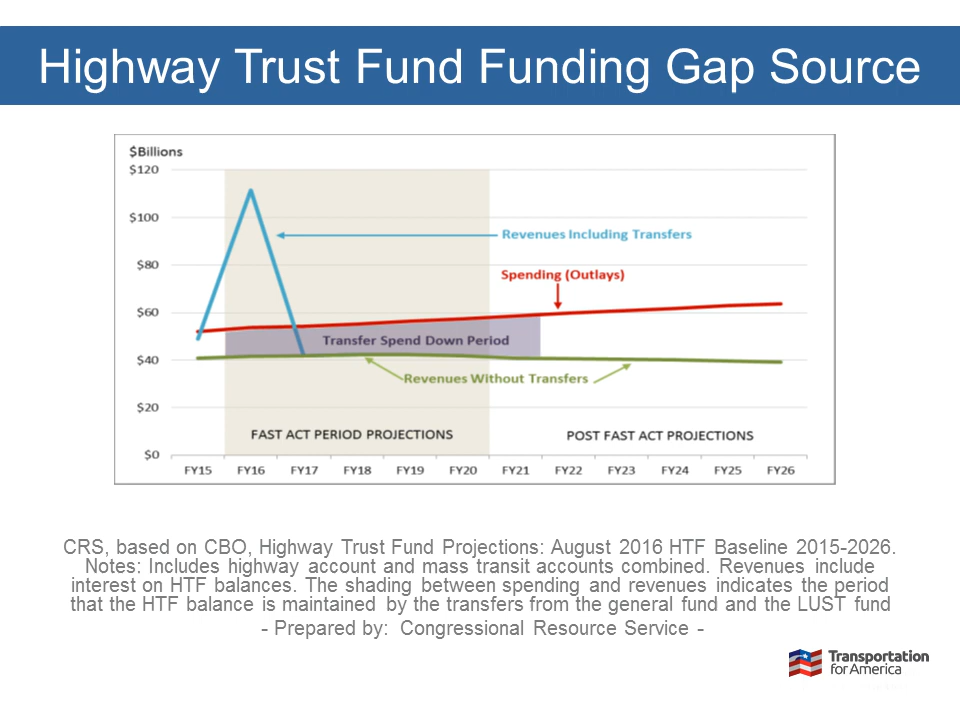 Highway Trust Fund Funding Gap Source
$Billions
$120
$100
$80
$60
$40
$20
$0
Revenues Including Transfers
Spending (Outlays)
Transfer Spend Down Period
Revenues Without Transfers
FAST ACT PERIOD PROJECTIONS
POST FAST ACT PROJECTIONS
FY15 FY16 FY17 FY18 FY19 FY20 FY21 FY22 FY23 FY24 FY25 FY26
CRS, based on CBO, Highway Trust Fund Projections: August 2016 HTF Baseline 2015-2026.
Notes: Includes highway account and mass transit accounts combined. Revenues include
interest on HTF balances. The shading between spending and revenues indicates the period
that the HTF balance is maintained by the transfers from the general fund and the LUST fund
- Prepared by: Congressional Resource Service -
Transportation
for America